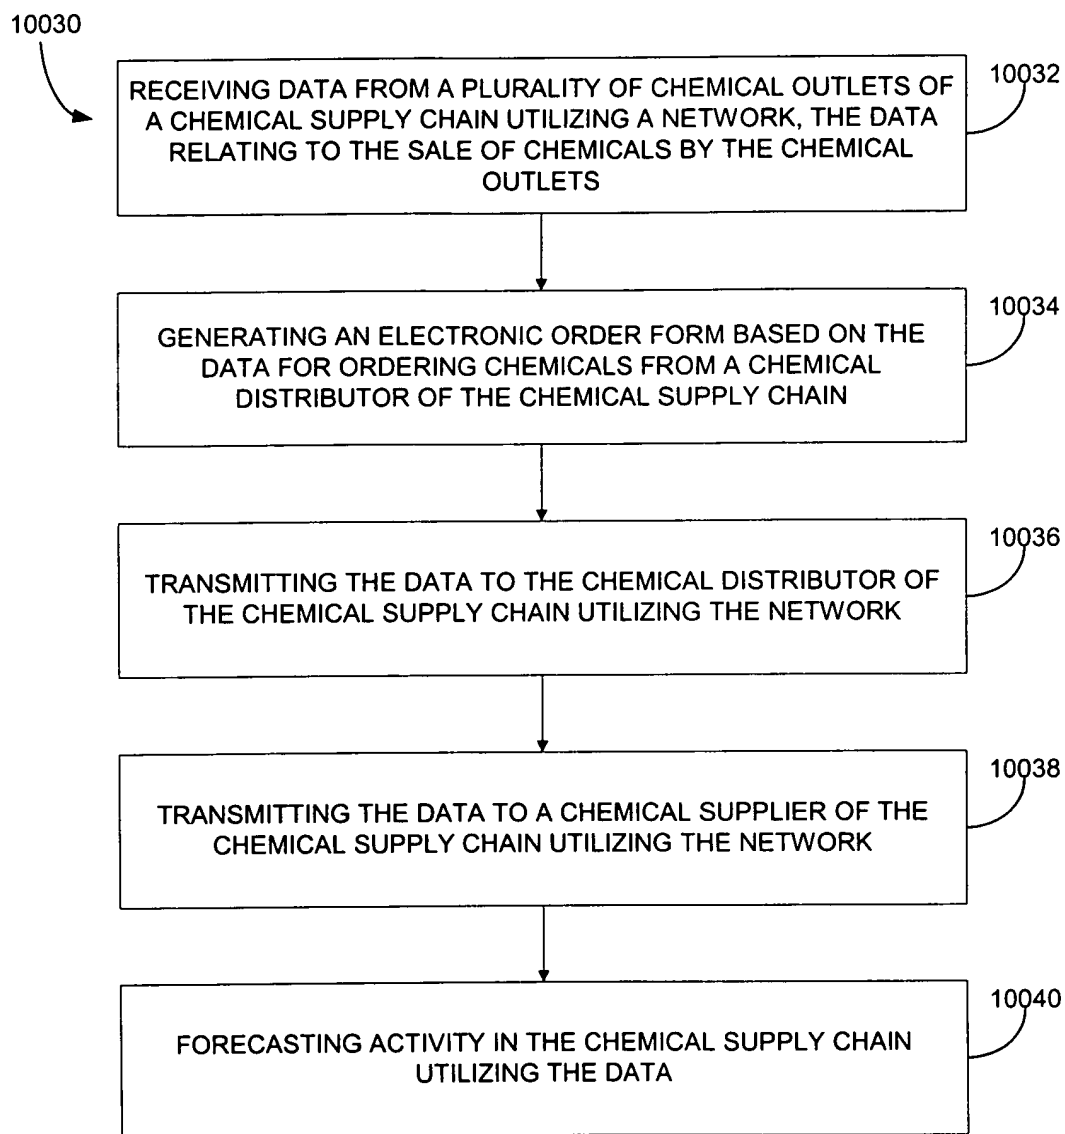 10030
10032
RECEIVING DATA FROM A PLURALITY OF CHEMICAL OUTLETS OF
A CHEMICAL SUPPLY CHAIN UTILIZING A NETWORK, THE DATA
RELATING TO THE SALE OF CHEMICALS BY THE CHEMICAL
OUTLETS
10034
GENERATING AN ELECTRONIC ORDER FORM BASED ON THE
DATA FOR ORDERING CHEMICALS FROM A CHEMICAL
DISTRIBUTOR OF THE CHEMICAL SUPPLY CHAIN
10036
TRANSMITTING THE DATA TO THE CHEMICAL DISTRIBUTOR OF
THE CHEMICAL SUPPLY CHAIN UTILIZING THE NETWORK
10038
TRANSMITTING THE DATA TO A CHEMICAL SUPPLIER OF THE
CHEMICAL SUPPLY CHAIN UTILIZING THE NETWORK
10040
FORECASTING ACTIVITY IN THE CHEMICAL SUPPLY CHAIN
UTILIZING THE DATA